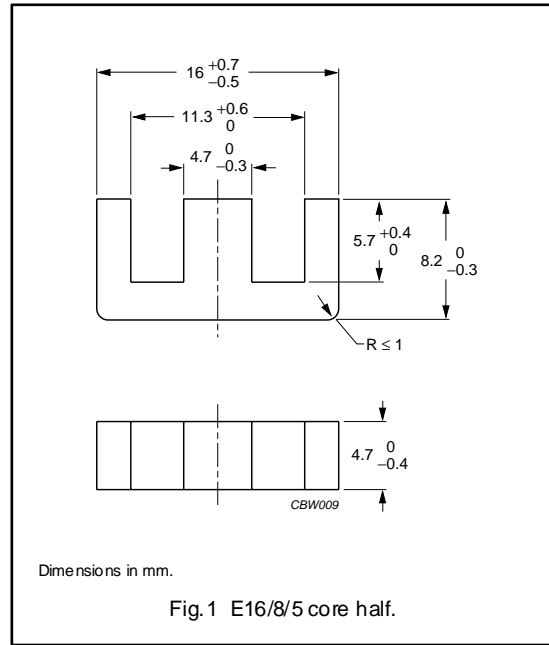 16 +0.7 −0.5
11.3 +0.6 0
4.7 0 −0.3
5.7 +0.4 0
8.2 0 −0.3
R ≤ 1
4.7 0 −0.4
CBW009
Dimensions in mm.
Fig.1 E16/8/5 core half.